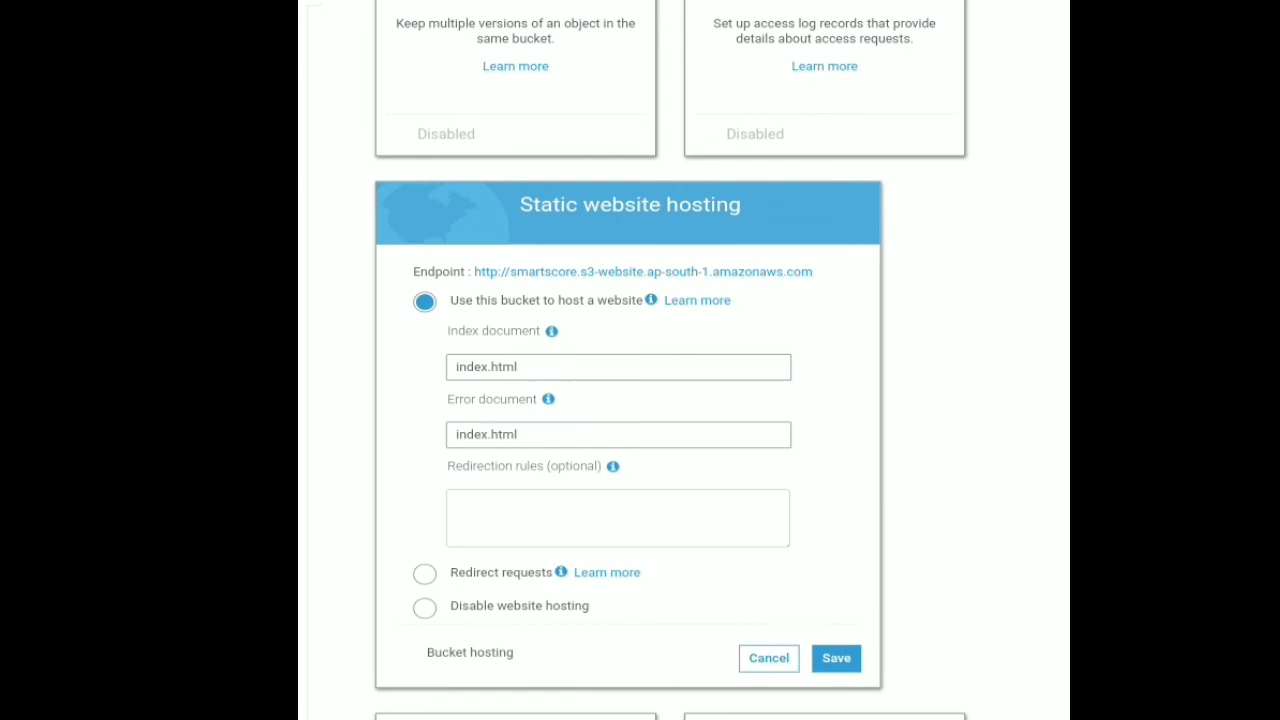 Keep multiple versions of an object in the
same bucket.
Learn more
Disabled
Set up access log records that provide
details about access requests.
Learn more
Disabled
Static website hosting
Endpoint : http://smartscore.s3-website.ap-south-1.amazonaws.com
Use this bucket to host a website Learn more
Index document
index.html
Error document
index.html
Redirection rules (optional)
Redirect requests Learn more
Disable website hosting
Bucket hosting
Cancel
Save